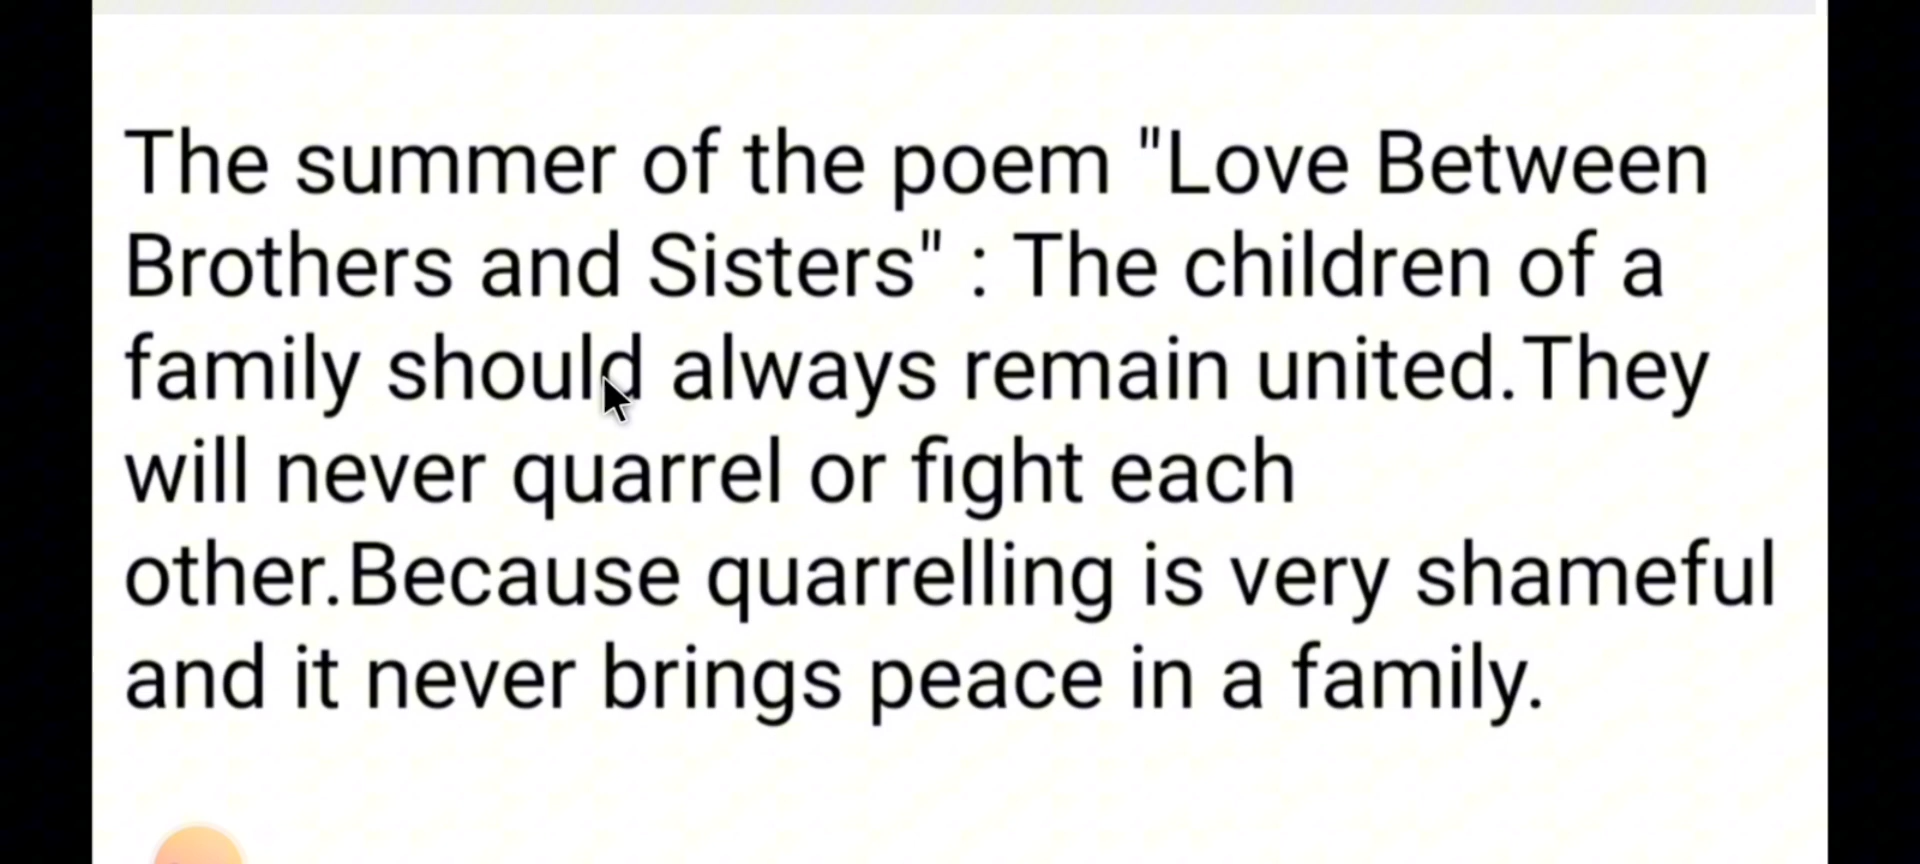 The summer of the poem "Love Between
Brothers and Sisters" : The children of a
family should always remain united.They
will never quarrel or fight each
other.Because quarrelling is very shameful
and it never brings peace in a family.